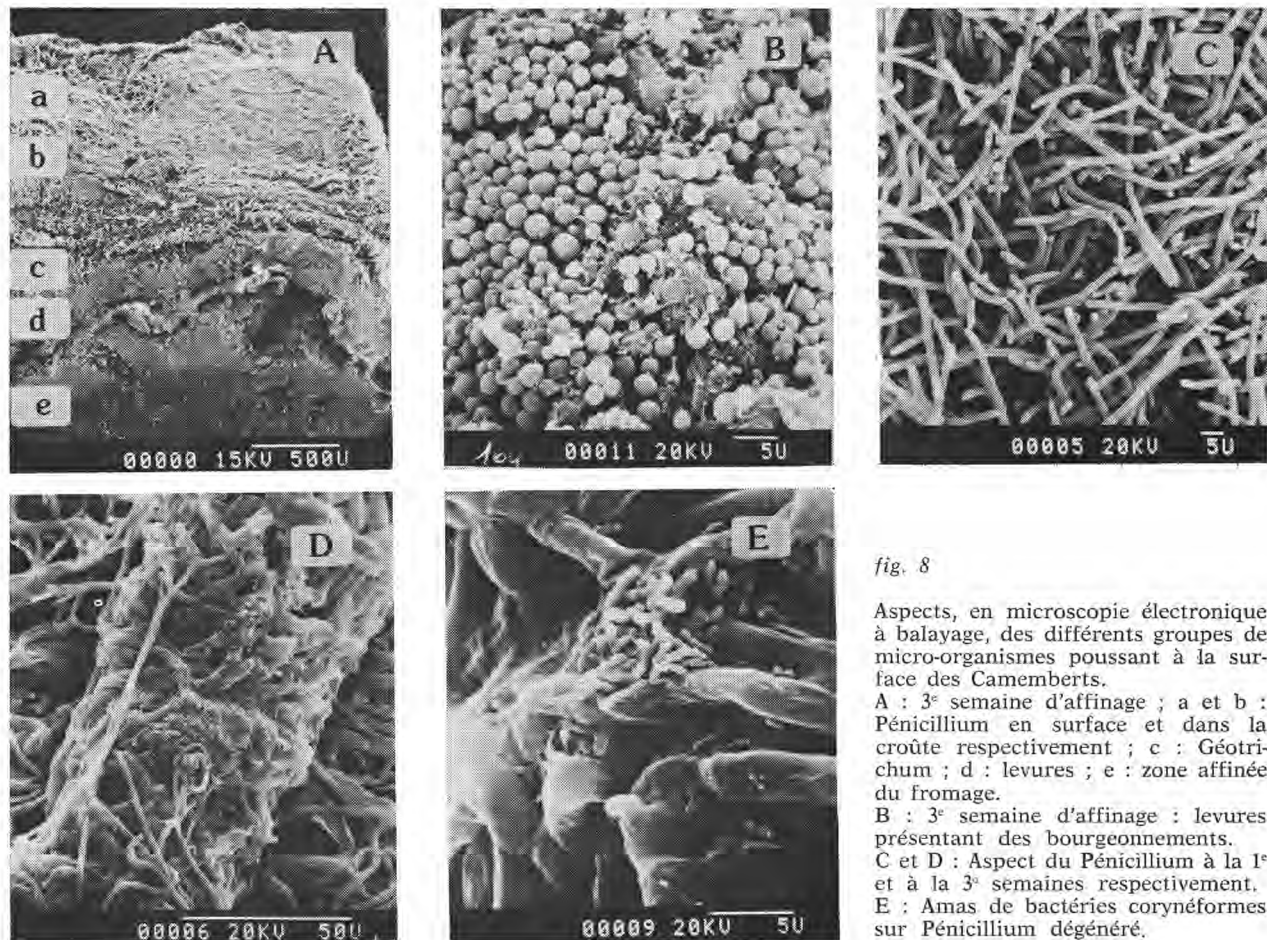 A
a
b
c
d
e
00000 15KV 500U
B
10u 00011 20KV 5U
C
00005 20KV 5U
D
00006 20KV 50U
E
00009 20KV 5U
fig. 8
Aspects, en microscopie électronique
à balayage, des différents groupes de
micro-organismes poussant à la sur-
face des Camemberts.
A : 3e semaine d'affinage ; a et b :
Pénicillium en surface et dans la
croûte respectivement ; c : Géotri-
chum ; d : levures ; e : zone affinée
du fromage.
B : 3e semaine d'affinage : levures
présentant des bourgeonnements.
C et D : Aspect du Pénicillium à la 1e
et à la 3e semaines respectivement.
E : Amas de bactéries corynéformes
sur Pénicillium dégénéré.